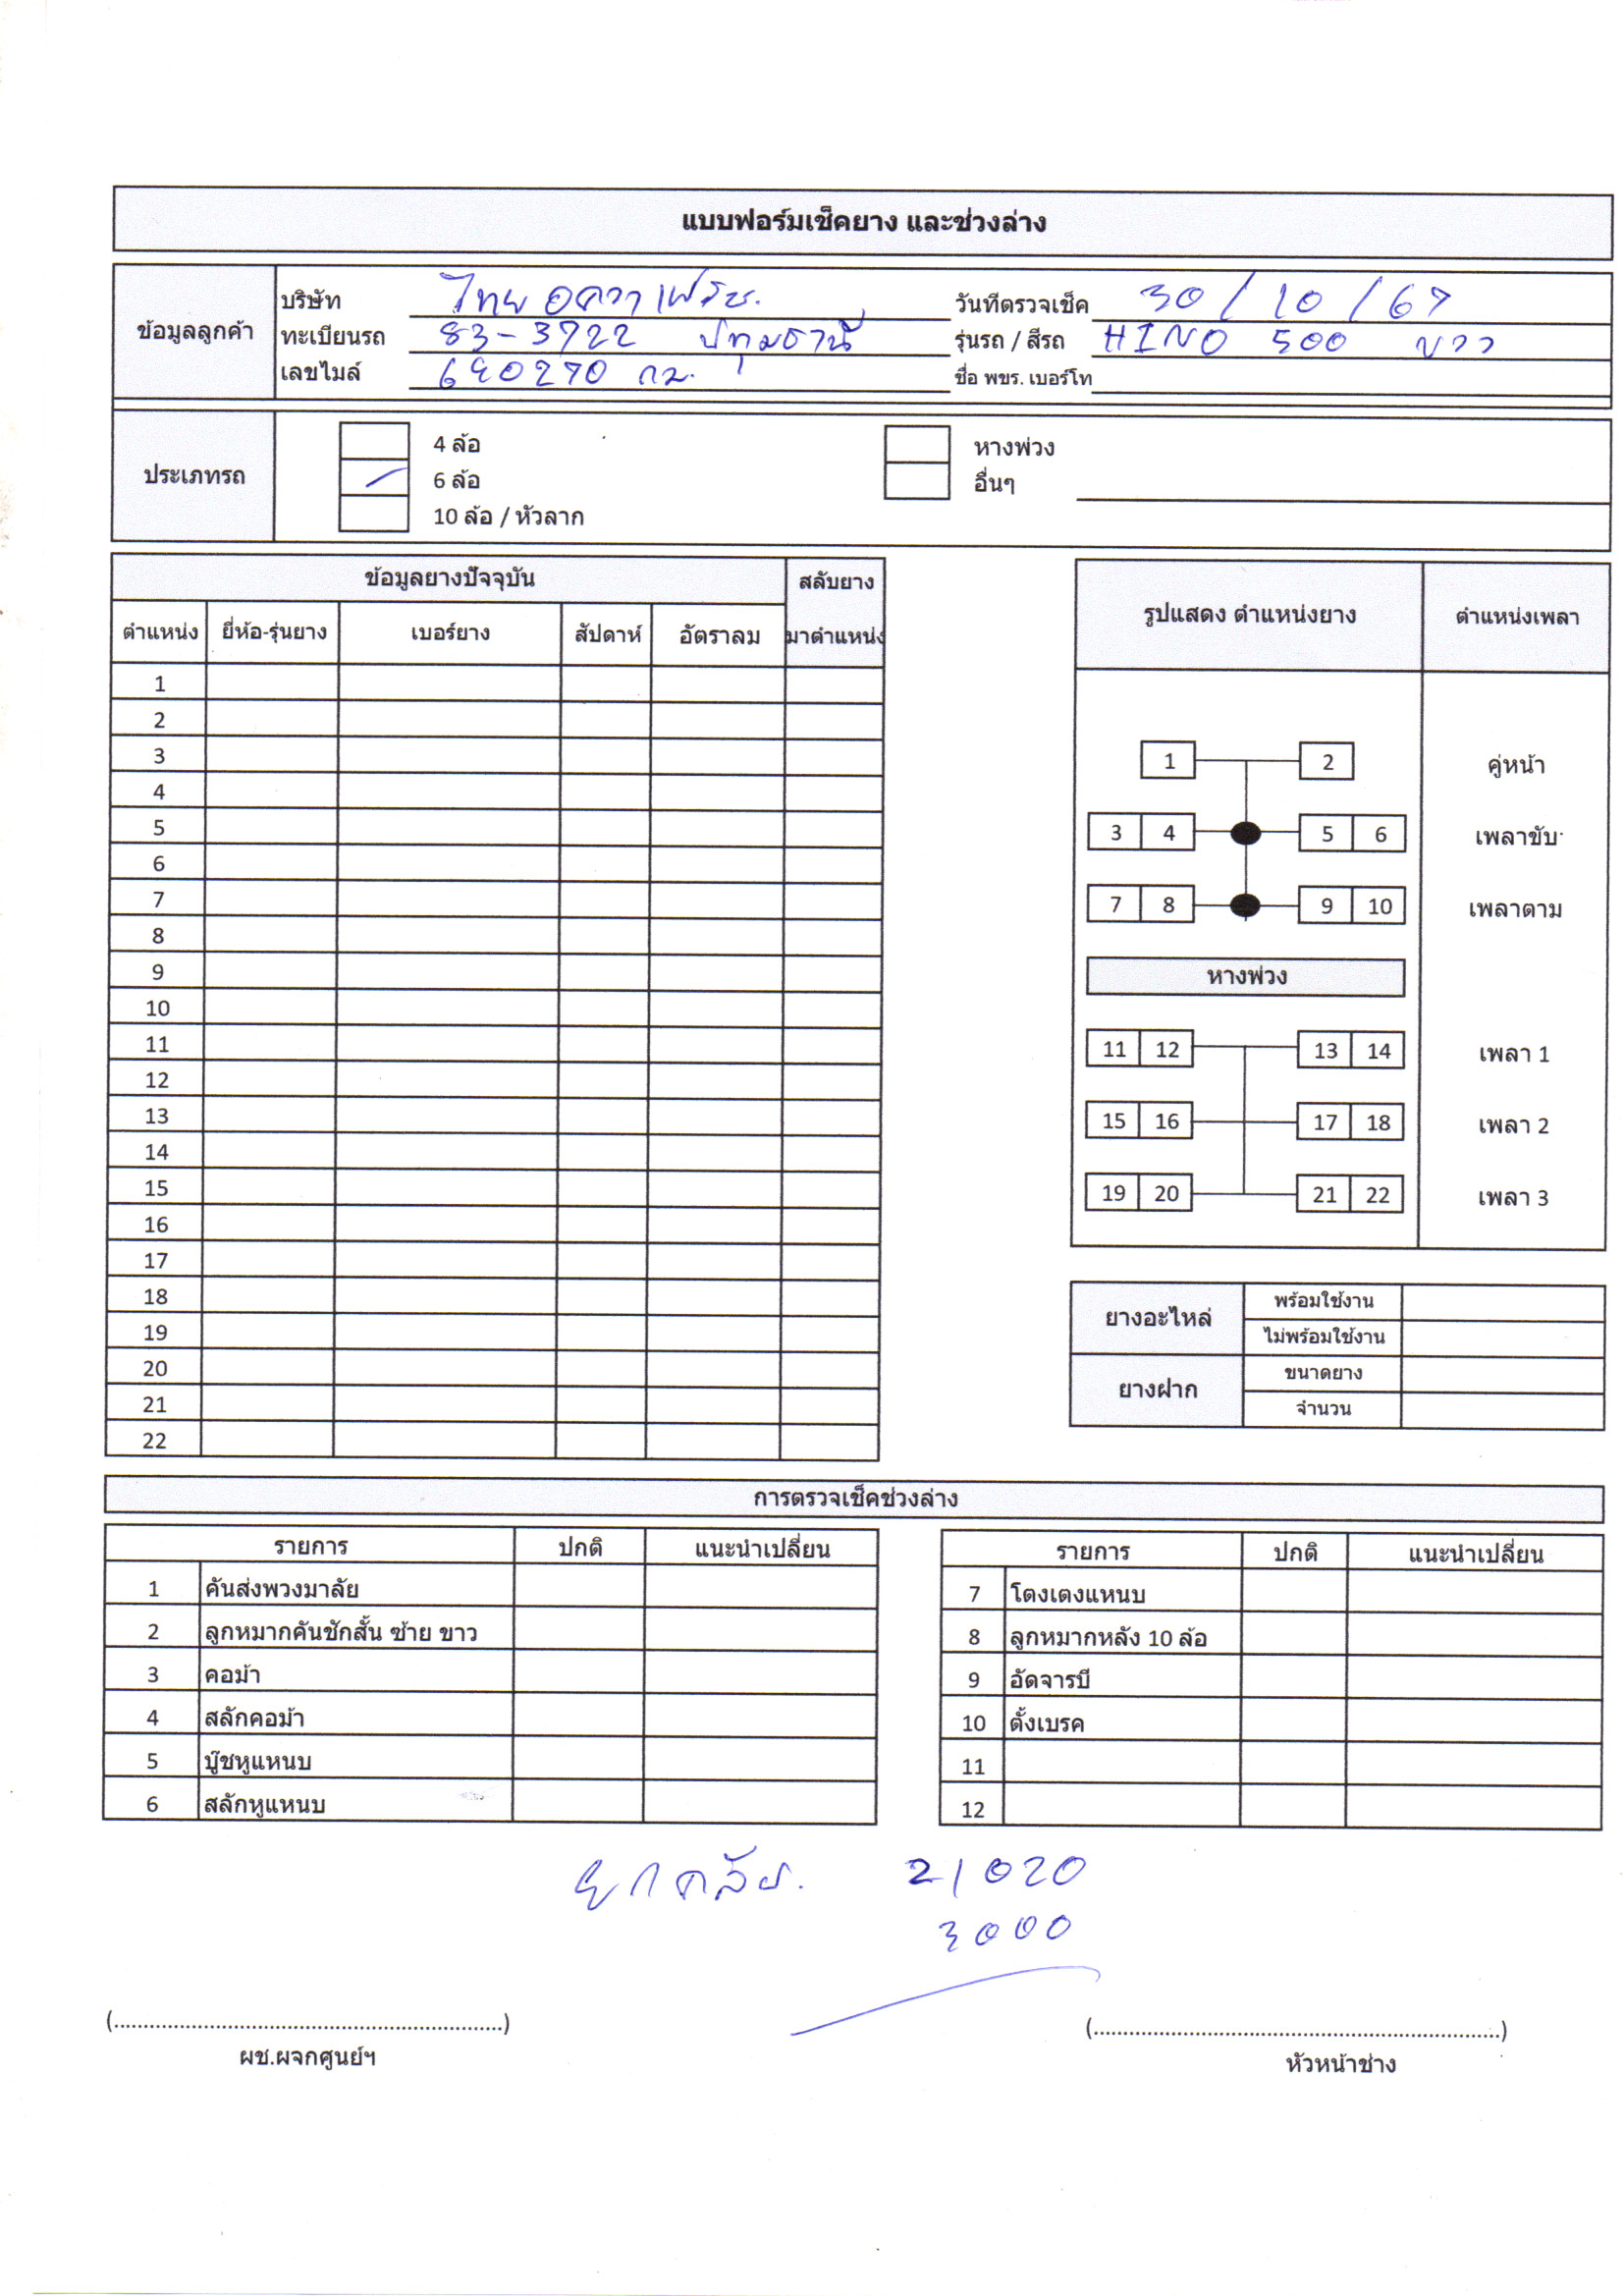 แบบฟอร์มเช็คยาง และช่วงล่าง
ข้อมูลลูกค้า
บริษัท ไทย อควา เฟรช.
วันที่ตรวจเช็ค 30 / 10 / 67
ทะเบียนรถ 83-3722 ปทุมธานี
รุ่นรถ / สีรถ HINO 500 ขาว
เลขไมล์ 690270 กม.
ชื่อ พขร. เบอร์โท
ประเภทรถ
4 ล้อ
หางพ่วง
6 ล้อ
อื่นๆ
10 ล้อ / หัวลาก
ข้อมูลยางปัจจุบัน สลับยาง
ตำแหน่ง ยี่ห้อ-รุ่นยาง เบอร์ยาง สัปดาห์ อัตราลม มาตำแหน่ง
1
2
3
4
5
6
7
8
9
10
11
12
13
14
15
16
17
18
19
20
21
22
รูปแสดง ตำแหน่งยาง ตำแหน่งเพลา
1 2 คู่หน้า
3 4 5 6 เพลาขับ
7 8 9 10 เพลาตาม
หางพ่วง
11 12 13 14 เพลา 1
15 16 17 18 เพลา 2
19 20 21 22 เพลา 3
ยางอะไหล่ พร้อมใช้งาน
ไม่พร้อมใช้งาน
ยางฝาก ขนาดยาง
จำนวน
การตรวจเช็คช่วงล่าง
รายการ ปกติ แนะนำเปลี่ยน
1 คันส่งพวงมาลัย
2 ลูกหมากคันชักสั้น ซ้าย ขาว
3 คอม้า
4 สลักคอม้า
5 บู๊ชหูแหนบ
6 สลักหูแหนบ
รายการ ปกติ แนะนำเปลี่ยน
7 โตงเตงแหนบ
8 ลูกหมากหลัง 10 ล้อ
9 อัดจารบี
10 ตั้งเบรค
11
12
21020
3000
(....................................................................)
ผช.ผจกศูนย์ฯ
(....................................................................)
หัวหน้าช่าง